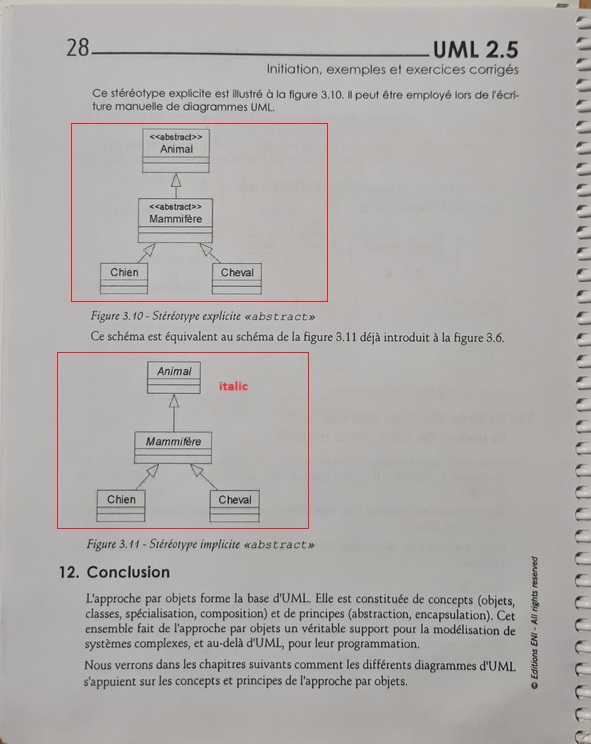 28 UML 2.5
Initiation, exemples et exercices corrigés
Ce stéréotype explicite est illustré à la figure 3.10. Il peut être employé lors de l'écri-
ture manuelle de diagrammes UML.
<<abstract>>
Animal
<<abstract>>
Mammifère
Chien Cheval
Figure 3.10 - Stéréotype explicite «abstract»
Ce schéma est équivalent au schéma de la figure 3.11 déjà introduit à la figure 3.6.
Animal
italic
Mammifère
Chien Cheval
Figure 3.11 - Stéréotype implicite «abstract»
12. Conclusion
L'approche par objets forme la base d'UML. Elle est constituée de concepts (objets,
classes, spécialisation, composition) et de principes (abstraction, encapsulation). Cet
ensemble fait de l'approche par objets un véritable support pour la modélisation de
systèmes complexes, et au-delà d'UML, pour leur programmation.
Nous verrons dans les chapitres suivants comment les différents diagrammes d'UML
s'appuient sur les concepts et principes de l'approche par objets.
© Editions ENI - All rights reserved